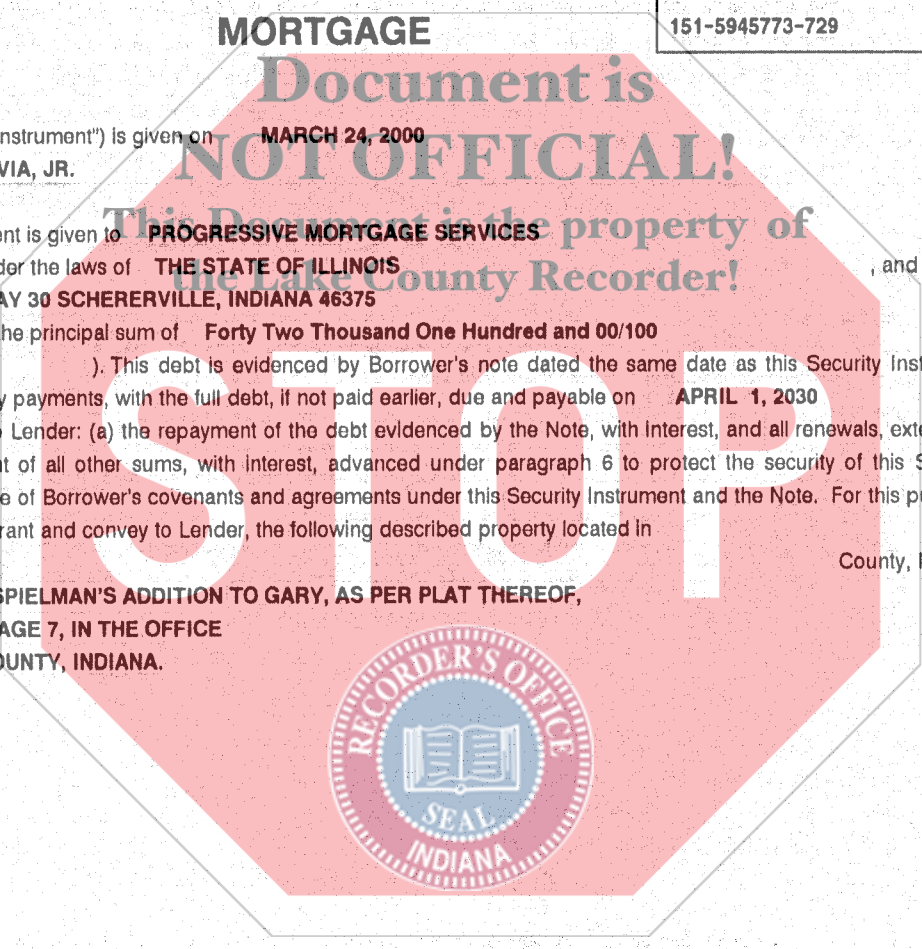 MORTGAGE
151-5945773-729
Document is
nstrument") is given on MARCH 24, 2000
NOT OFFICIAL!
VIA, JR.
This Document is the property of
ent is given to PROGRESSIVE MORTGAGE SERVICES
der the laws of THE STATE OF ILLINOIS , and
the Lake County Recorder!
AY 30 SCHERERVILLE, INDIANA 46375
he principal sum of Forty Two Thousand One Hundred and 00/100
). This debt is evidenced by Borrower's note dated the same date as this Security Inst
y payments, with the full debt, if not paid earlier, due and payable on APRIL 1, 2030
Lender: (a) the repayment of the debt evidenced by the Note, with interest, and all renewals, exte
nt of all other sums, with interest, advanced under paragraph 6 to protect the security of this S
e of Borrower's covenants and agreements under this Security Instrument and the Note. For this pu
rant and convey to Lender, the following described property located in
STOP
County,
SPIELMAN'S ADDITION TO GARY, AS PER PLAT THEREOF,
AGE 7, IN THE OFFICE
OUNTY, INDIANA.
RECORDER'S OFFICE
SEAL
INDIANA